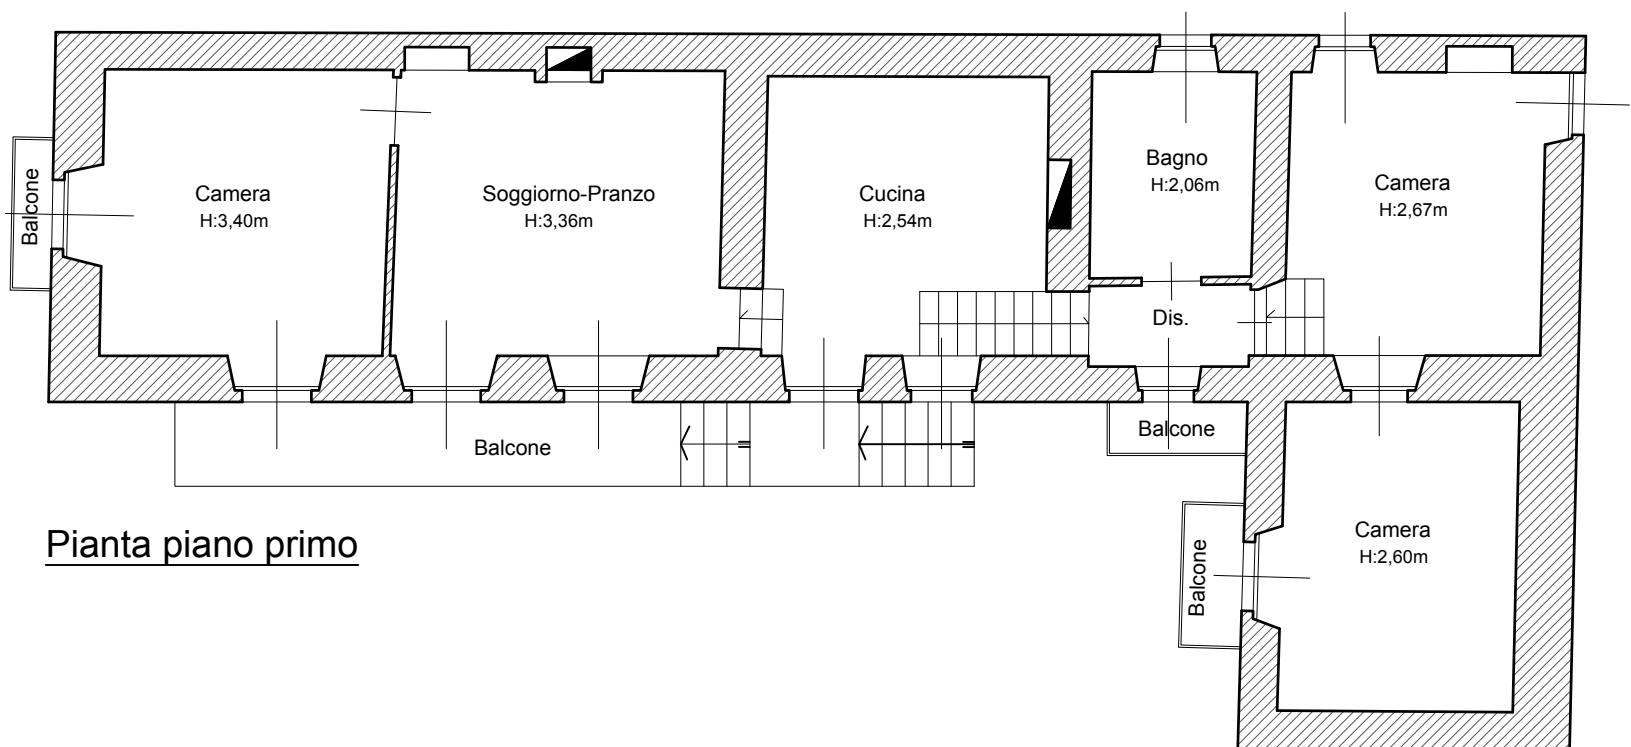 Balcone
Camera
H:3,40m
Soggiorno-Pranzo
H:3,36m
Cucina
H:2,54m
Bagno
H:2,06m
Camera
H:2,67m
Dis.
Balcone
Balcone
Pianta piano primo
Balcone
Camera
H:2,60m